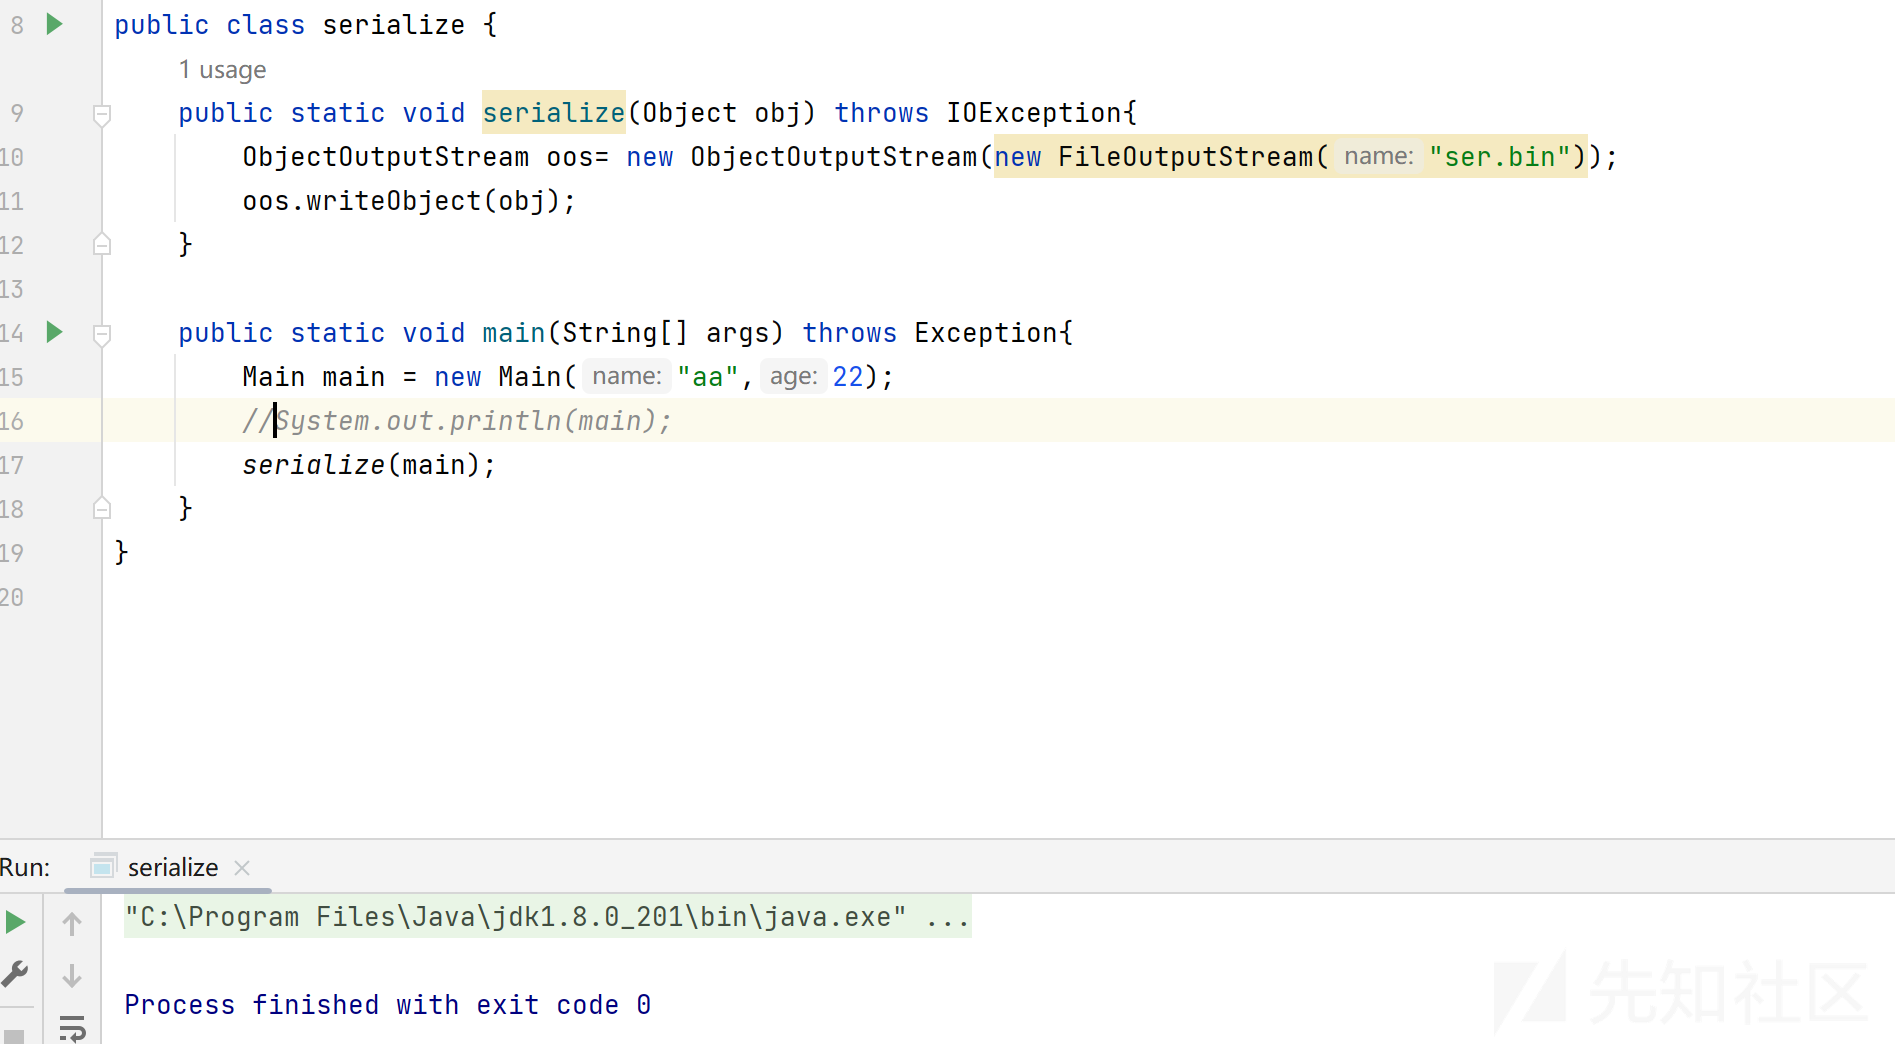 8 public class serialize {
1 usage
9 public static void serialize(Object obj) throws IOException{
10 ObjectOutputStream oos= new ObjectOutputStream(new FileOutputStream( name: "ser.bin"));
11 oos.writeObject(obj);
12 }
13
14 public static void main(String[] args) throws Exception{
15 Main main = new Main( name: "aa", age: 22);
16 //System.out.println(main);
17 serialize(main);
18 }
19 }
20
Run: serialize
"C:\Program Files\Java\jdk1.8.0_201\bin\java.exe" ...
Process finished with exit code 0
先知社区